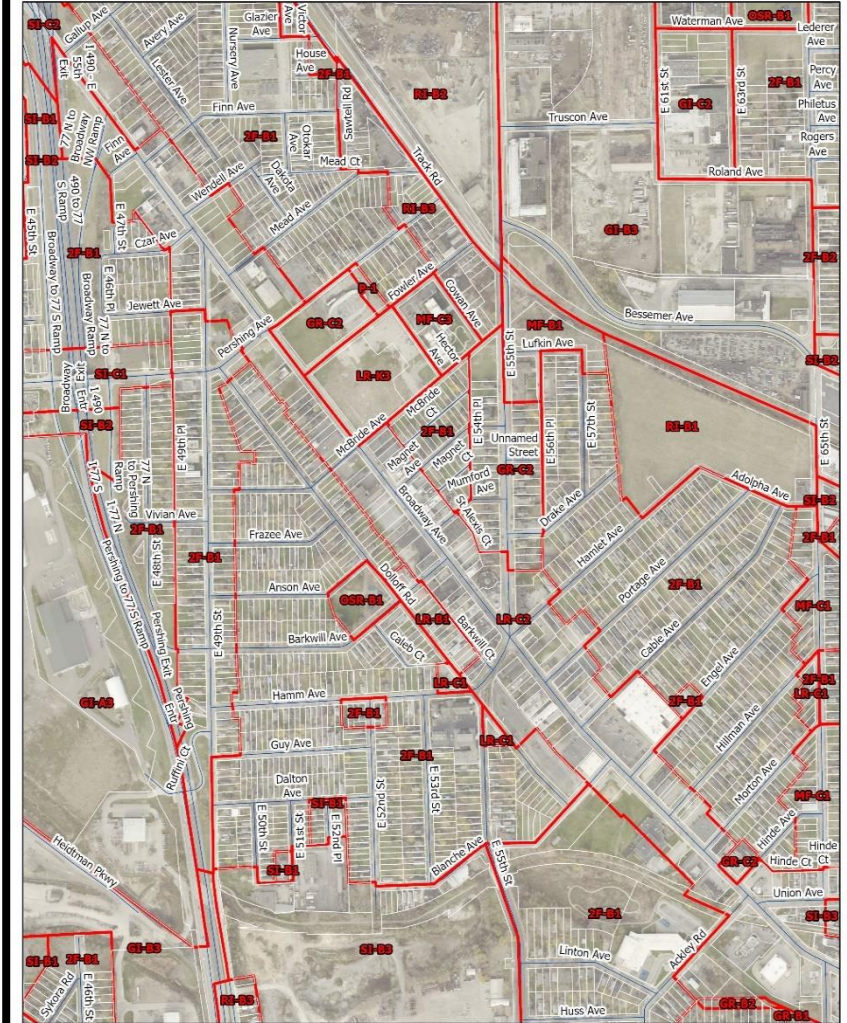 SI-C2
Gallup Ave
Avery Ave
Lester Ave
Nursery Ave
Glazier
Ave
Victor
Ave
House
Ave
2F-B1
Sawtell Rd
RI-B2
Waterman Ave
OSR-B1
Lederer
Ave
E 61st St
E 63rd St
2F-B1
Percy
Ave
GI-C2
Philetus
Ave
Rogers
Ave
Truscon Ave
Roland Ave
I 490 - E
55th
Exit
SI-B1
SI-B2
77 N to
Broadway
NW Ramp
Finn
Ave
Finn Ave
2F-B1
Otokar
Ave
Mead Ct
Track Rd
Wendell Ave
Dakota
Ave
Mead Ave
RI-B3
GI-B3
490 to 77
S Ramp
E 47th St
E 45th St
Czar Ave
2F-B1
Broadway to 77 S Ramp
E 46th Pl
Jewett Ave
77 N to
Broadway Ramp
P-1
Fowler Ave
Cowan Ave
2F-B2
Bessemer Ave
GR-C2
MF-C3
Hector
Ave
MF-B1
Lufkin Ave
E 55th St
Pershing Ave
SI-C1
LR-K3
SI-B2
Broadway
Exit
I 490
Entr
SI-B2
E 49th Pl
McBride Ave
McBride
Ct
2F-B1
E 54th Pl
Magnet
Ave
Magnet
Ct
Unnamed
Street
E 56th Pl
E 57th St
RI-B1
E 65th St
GR-C2
Mumford
Ave
St Alexis Ct
Adolpha Ave
SI-B2
77 N
to Pershing
Ramp
I-77 S
I-77 N
Vivian Ave
2F-B1
Broadway Ave
Drake Ave
2F-B1
Frazee Ave
2F-B1
E 48th St
Hamlet Ave
Portage Ave
2F-B1
Pershing to 77 S Ramp
Anson Ave
OSR-B1
Dolloff Rd
LR-B1
Barkwill Ct
LR-C2
MF-C1
E 49th St
Barkwill Ave
Caleb Ct
Cable Ave
Engel Ave
Pershing Exit
GI-A3
Hamm Ave
LR-C1
2F-B1
LR-C1
2F-B1
2F-B1
Pershing
Entr
Guy Ave
2F-B1
LR-C1
Hillman Ave
Ruffini Ct
Dalton
Ave
E 52nd St
E 53rd St
Morton Ave
MF-C1
SI-B1
E 50th St
E 51st St
E 52nd Pl
Hinde Ave
Hinde
Ct
Heidtman Pkwy
SI-B1
Blanche Ave
E 55th St
GR-C2
Hinde Ct
Union Ave
2F-B1
SI-B3
SI-B1
2F-B1
GI-B3
SI-B3
Linton Ave
Ackley Rd
Sykora Rd
E 46th St
RI-B3
Huss Ave
GR-B2
GR-B1